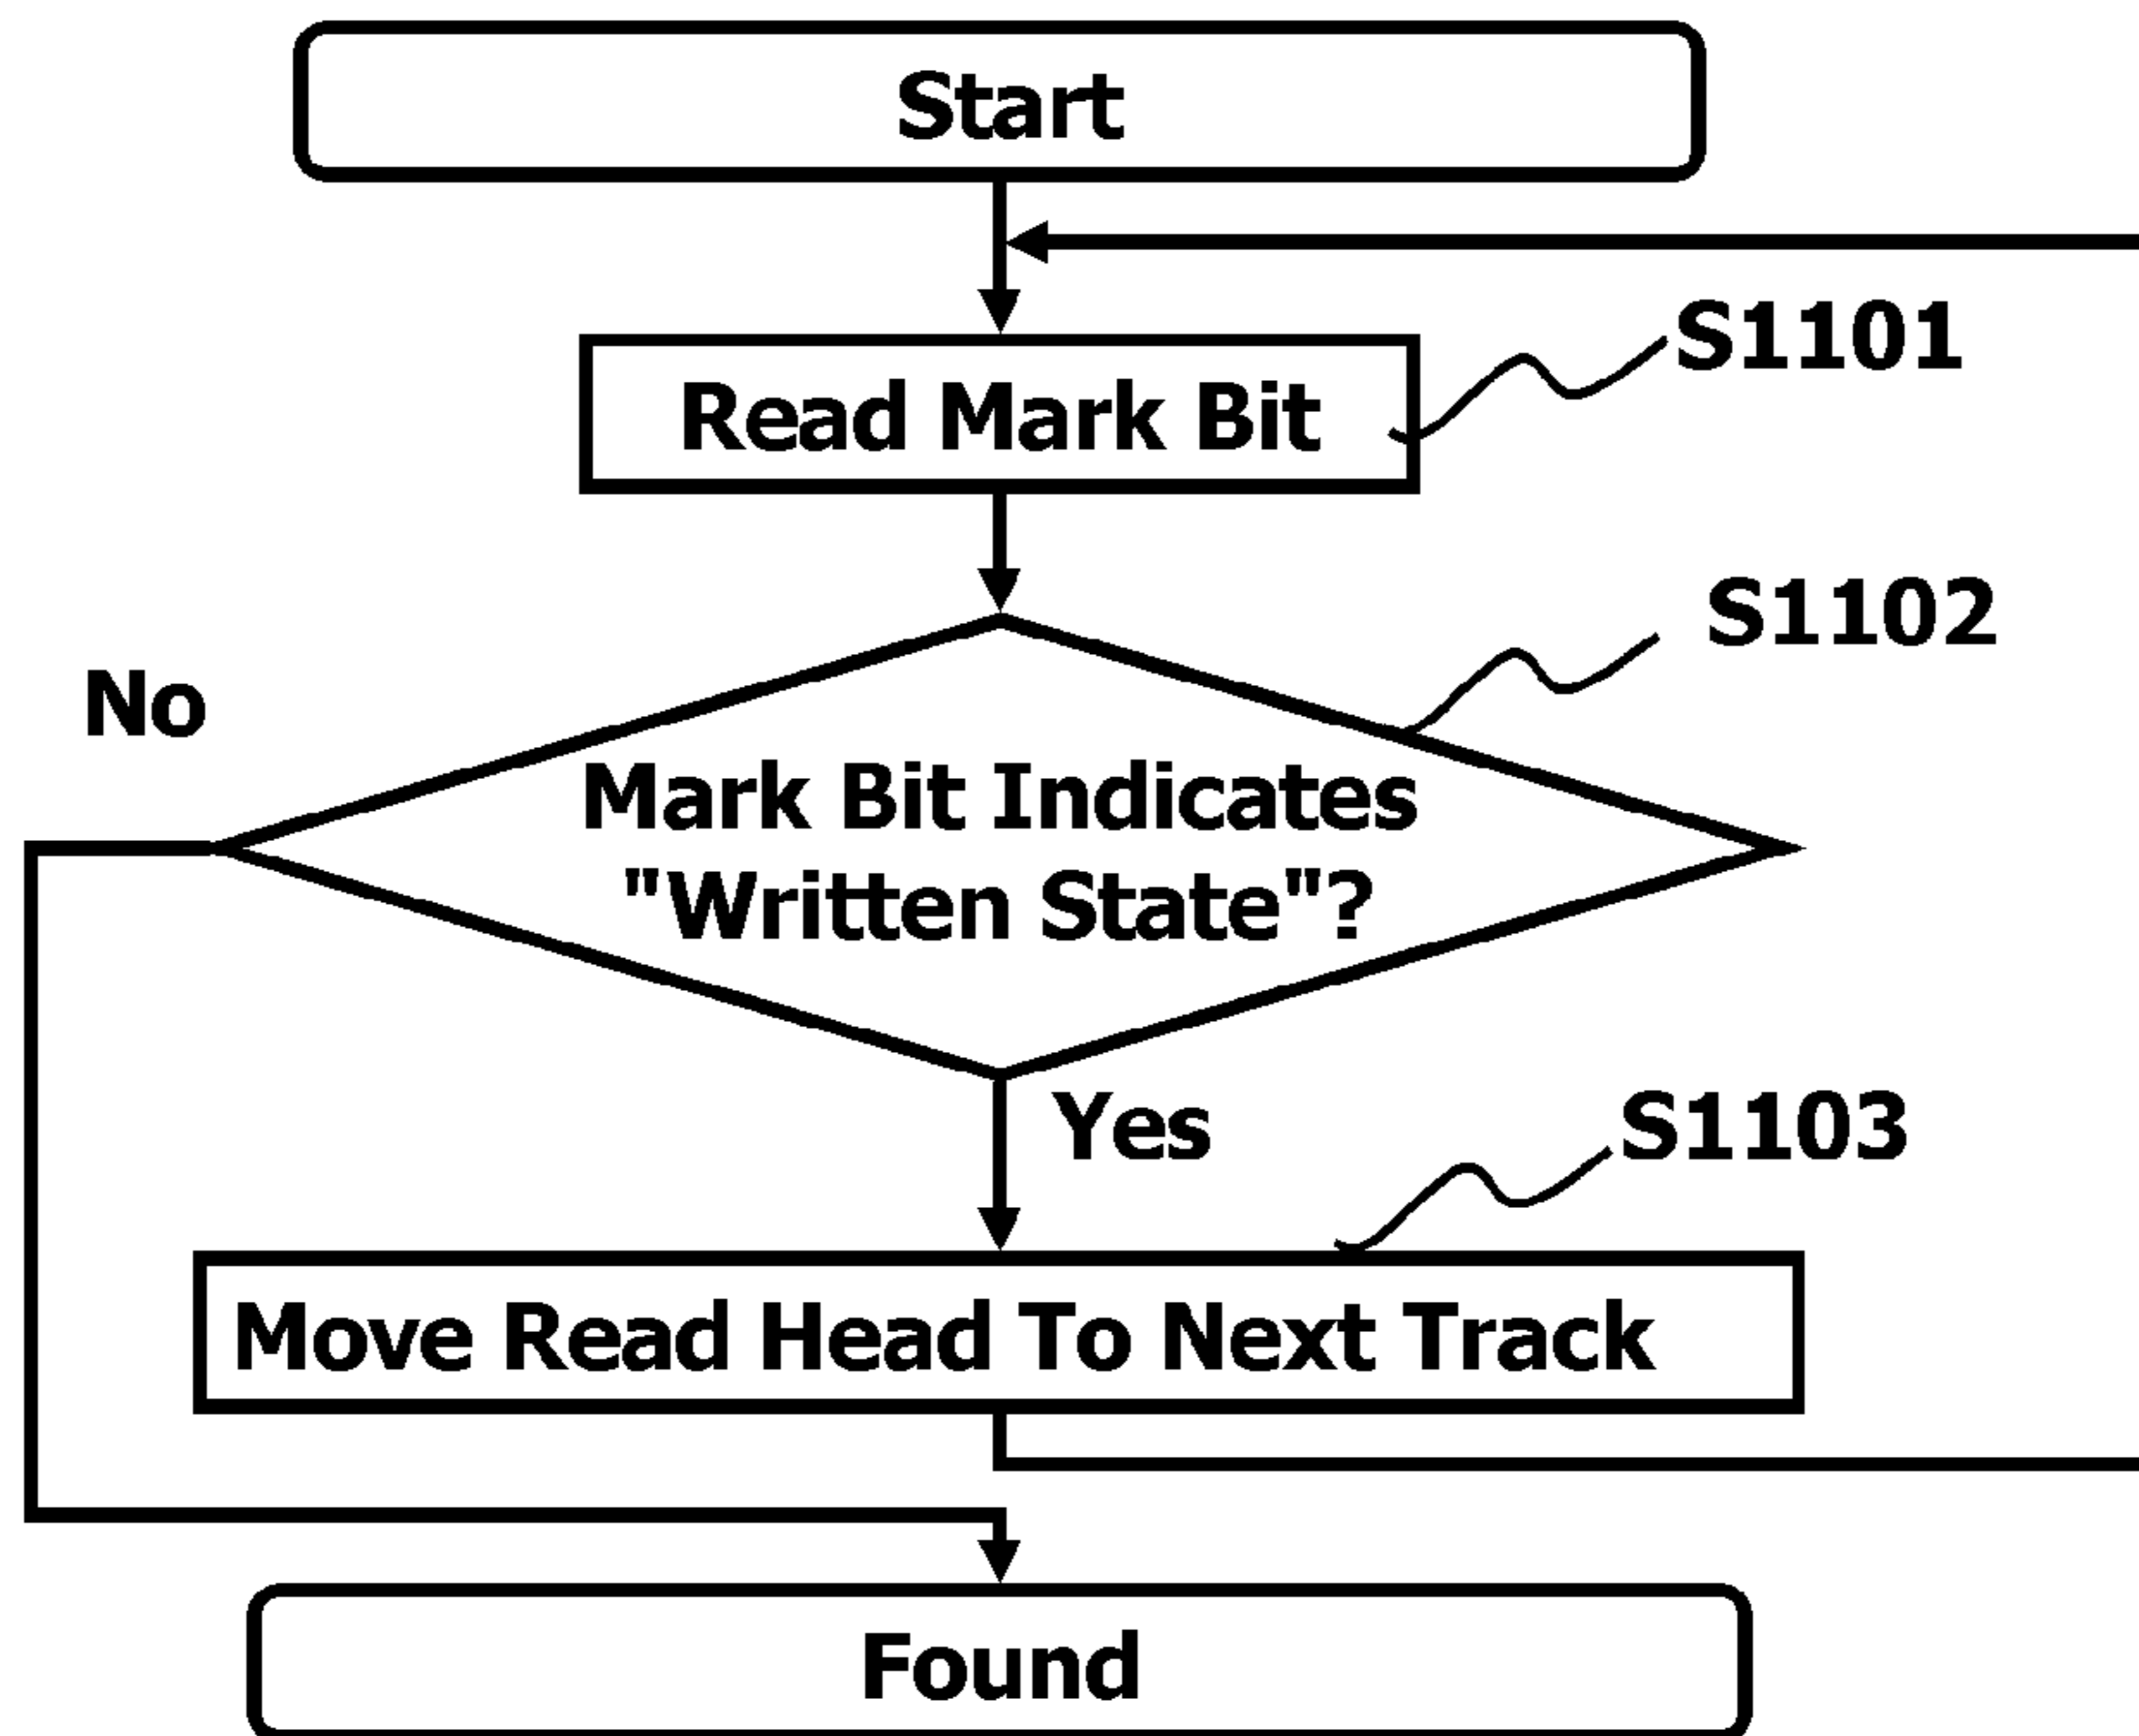 Start
S1101
Read Mark Bit
S1102
No
Mark Bit Indicates
"Written State"?
Yes
S1103
Move Read Head To Next Track
Found